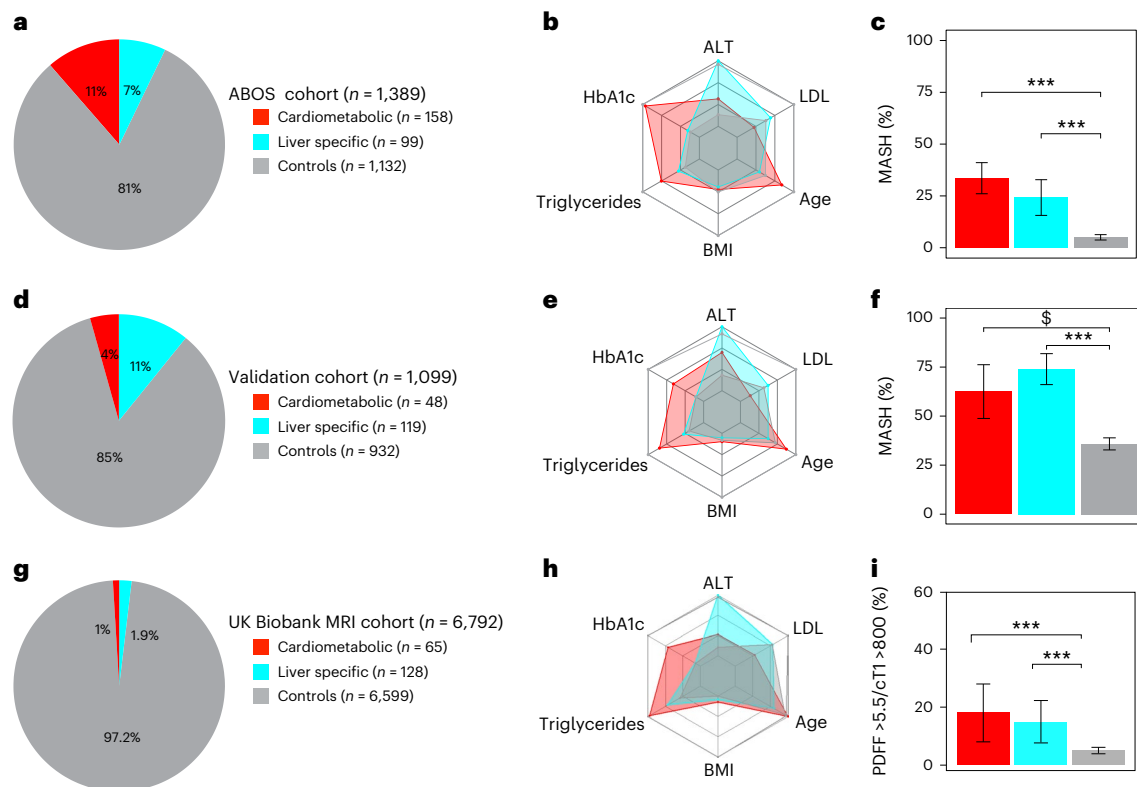 a
11%
7%
81%
ABOS cohort (n = 1,389)
Cardiometabolic (n = 158)
Liver specific (n = 99)
Controls (n = 1,132)
b
ALT
HbA1c
LDL
Triglycerides
Age
BMI
c
MASH (%)
100
75
50
25
0
***
***
d
4%
11%
85%
Validation cohort (n = 1,099)
Cardiometabolic (n = 48)
Liver specific (n = 119)
Controls (n = 932)
e
ALT
HbA1c
LDL
Triglycerides
Age
BMI
f
MASH (%)
100
75
50
25
0
$
***
g
1%
1.9%
97.2%
UK Biobank MRI cohort (n = 6,792)
Cardiometabolic (n = 65)
Liver specific (n = 128)
Controls (n = 6,599)
h
ALT
HbA1c
LDL
Triglycerides
Age
BMI
i
PDFF >5.5/cT1 >800 (%)
60
40
20
0
***
***